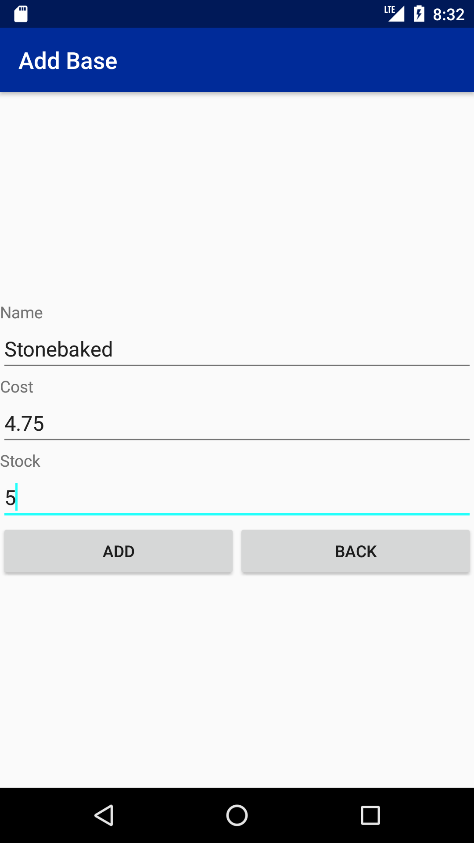 LTE 8:32
Add Base
Name
Stonebaked
Cost
4.75
Stock
5
ADD BACK